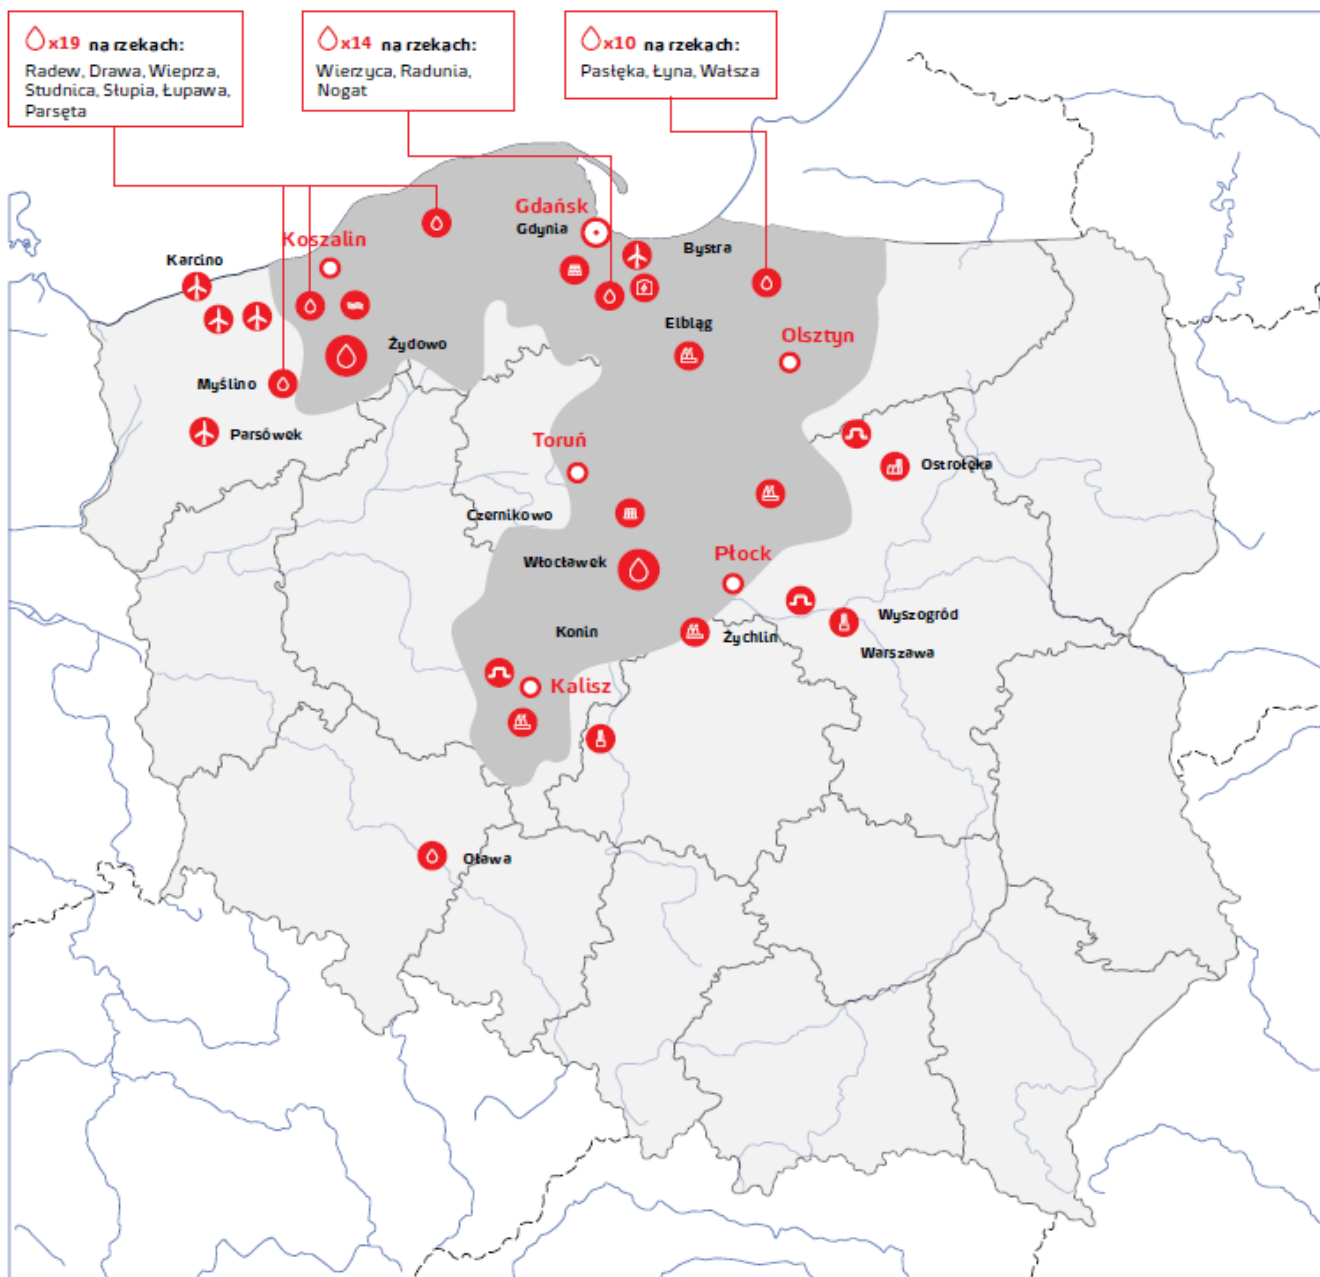 x19 na rzekach:
Radew, Drawa, Wieprza,
Studnica, Słupia, Łupawa,
Parsęta
x14 na rzekach:
Wierzyca, Radunia,
Nogat
x10 na rzekach:
Pasłęka, Łyna, Wałsza
Gdańsk
Gdynia
Bystra
Koszalin
Karcino
Elbląg
Olsztyn
Żydowo
Myślino
Parsówek
Toruń
Ostrołęka
Czernikowo
Płock
Włocławek
Wyszogród
Konin
Żychlin
Warszawa
Kalisz
Oława